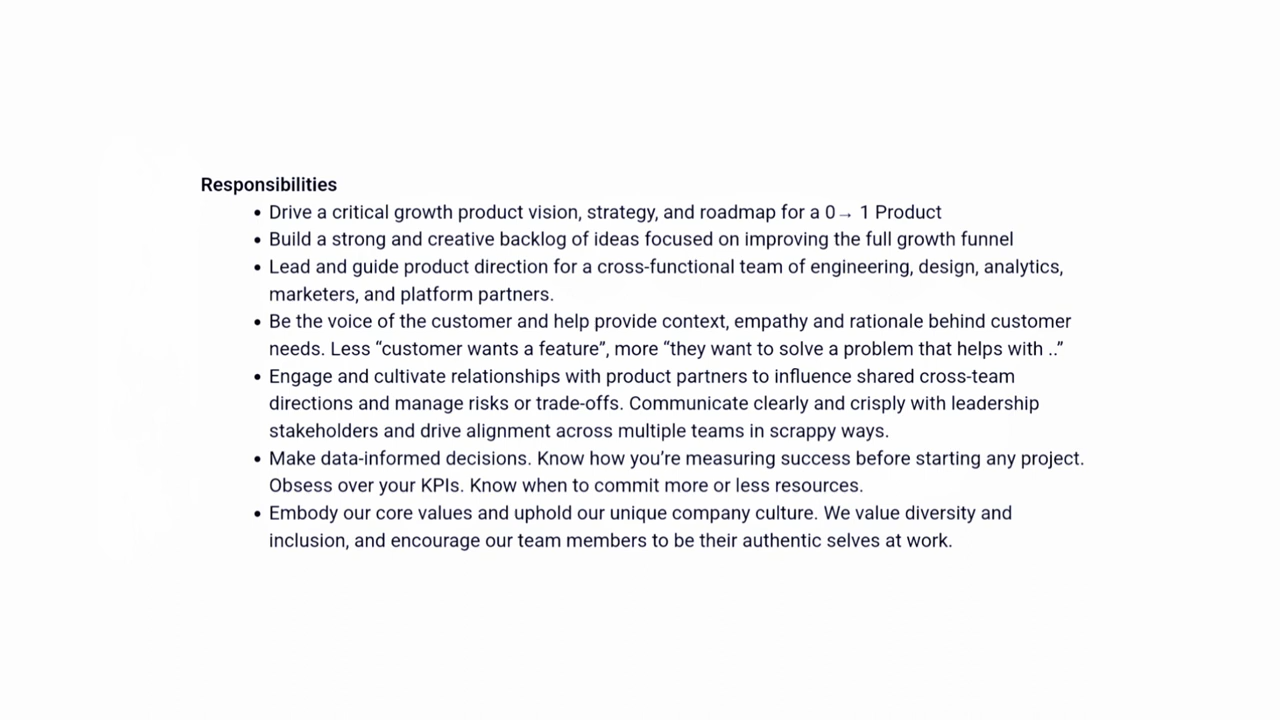 Responsibilities
• Drive a critical growth product vision, strategy, and roadmap for a 0→ 1 Product
• Build a strong and creative backlog of ideas focused on improving the full growth funnel
• Lead and guide product direction for a cross-functional team of engineering, design, analytics,
marketers, and platform partners.
• Be the voice of the customer and help provide context, empathy and rationale behind customer
needs. Less “customer wants a feature”, more “they want to solve a problem that helps with ..”
• Engage and cultivate relationships with product partners to influence shared cross-team
directions and manage risks or trade-offs. Communicate clearly and crisply with leadership
stakeholders and drive alignment across multiple teams in scrappy ways.
• Make data-informed decisions. Know how you’re measuring success before starting any project.
Obsess over your KPIs. Know when to commit more or less resources.
• Embody our core values and uphold our unique company culture. We value diversity and
inclusion, and encourage our team members to be their authentic selves at work.